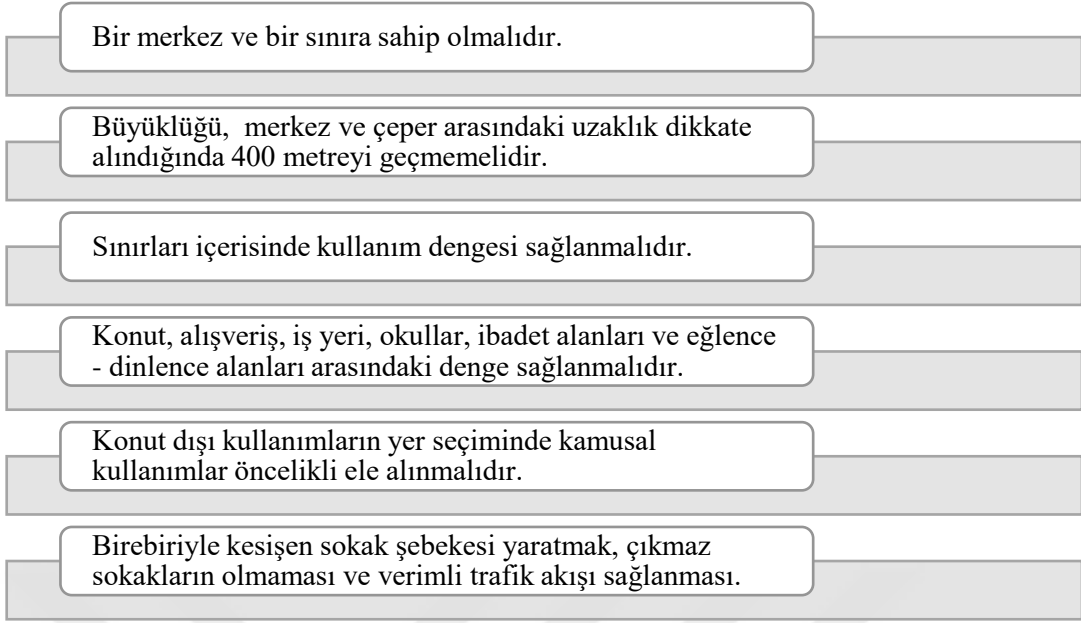 Bir merkez ve bir sınıra sahip olmalıdır.
Büyüklüğü, merkez ve çeper arasındaki uzaklık dikkate
alındığında 400 metreyi geçmemelidir.
Sınırları içerisinde kullanım dengesi sağlanmalıdır.
Konut, alışveriş, iş yeri, okullar, ibadet alanları ve eğlence
- dinlence alanları arasındaki denge sağlanmalıdır.
Konut dışı kullanımların yer seçiminde kamusal
kullanımlar öncelikli ele alınmalıdır.
Birebiriyle kesişen sokak şebekesi yaratmak, çıkmaz
sokakların olmaması ve verimli trafik akışı sağlanması.